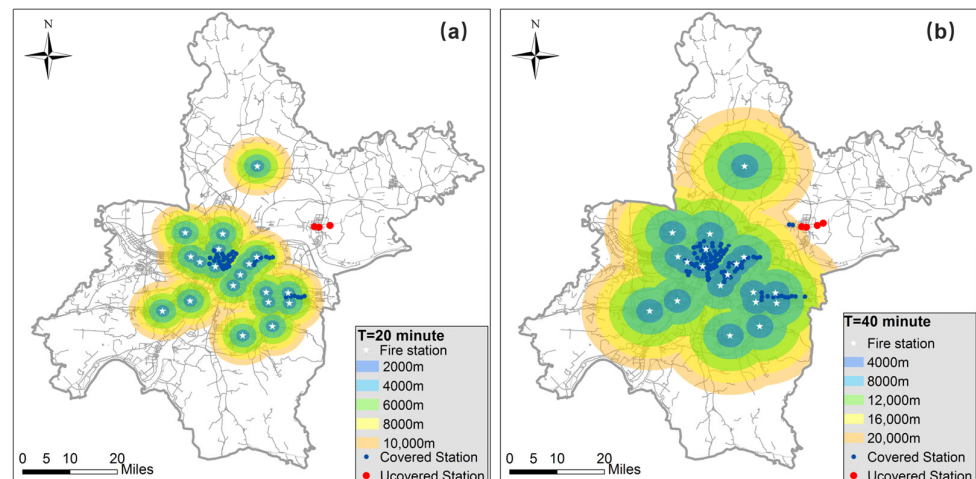 N
(a)
T=20 minute
Fire station
2000m
4000m
6000m
8000m
10,000m
Covered Station
Ucovered Station
0 5 10 20
Miles
N
(b)
T=40 minute
Fire station
4000m
8000m
12,000m
16,000m
20,000m
Covered Station
Ucovered Station
0 5 10 20
Miles